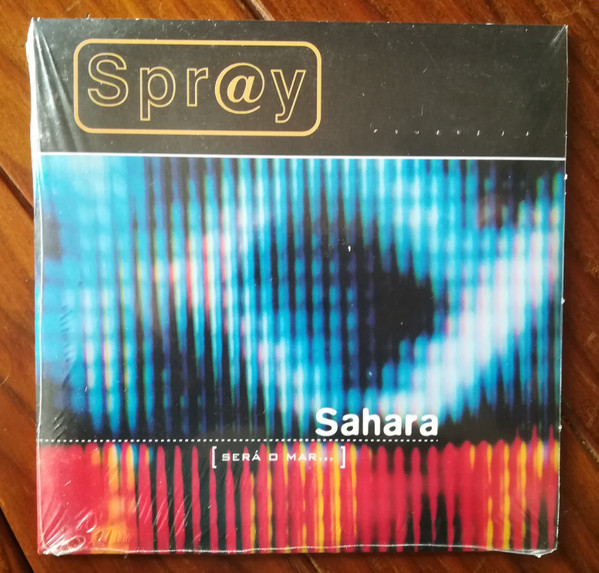 Spr@y
Sahara
[ SERÁ O MAR... ]